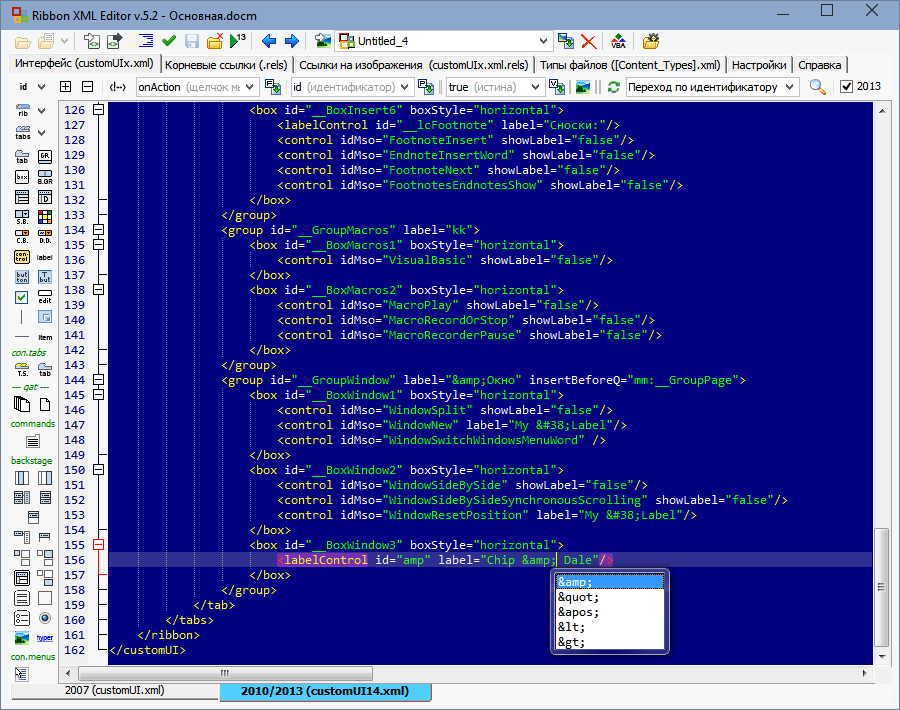 Ribbon XML Editor v.5.2 - Основная.docm
13
Untitled_4
VBA
Интерфейс (customUIx.xml) Корневые ссылки (.rels) Ссылки на изображения (customUIx.xml.rels) Типы файлов ([Content_Types].xml) Настройки Справка
id onAction (щелчок м id (идентификатор) true (истина) Переход по идентификатору 2013
rib
tabs
tab GR
box B.GR
D
S.B.
C.B. D.D.
con-trol label
but ton T but
edit
item
con.tabs
T.S. tab
--- qat ---
commands
backstage
hyper
con.menus
126 <box id="__BoxInsert6" boxStyle="horizontal">
127 <labelControl id="__lcFootnote" label="Сноски:"/>
128 <control idMso="FootnoteInsert" showLabel="false"/>
129 <control idMso="EndnoteInsertWord" showLabel="false"/>
130 <control idMso="FootnoteNext" showLabel="false"/>
131 <control idMso="FootnotesEndnotesShow" showLabel="false"/>
132 </box>
133 </group>
134 <group id="__GroupMacros" label="kk">
135 <box id="__BoxMacros1" boxStyle="horizontal">
136 <control idMso="VisualBasic" showLabel="false"/>
137 </box>
138 <box id="__BoxMacros2" boxStyle="horizontal">
139 <control idMso="MacroPlay" showLabel="false"/>
140 <control idMso="MacroRecordOrStop" showLabel="false"/>
141 <control idMso="MacroRecorderPause" showLabel="false"/>
142 </box>
143 </group>
144 <group id="__GroupWindow" label="&amp;Окно" insertBeforeQ="mm:__GroupPage">
145 <box id="__BoxWindow1" boxStyle="horizontal">
146 <control idMso="WindowSplit" showLabel="false"/>
147 <control idMso="WindowNew" label="My &#38;Label"/>
148 <control idMso="WindowSwitchWindowsMenuWord" />
149 </box>
150 <box id="__BoxWindow2" boxStyle="horizontal">
151 <control idMso="WindowSideBySide" showLabel="false"/>
152 <control idMso="WindowSideBySideSynchronousScrolling" showLabel="false"/>
153 <control idMso="WindowResetPosition" label="My &#38;Label"/>
154 </box>
155 <box id="__BoxWindow3" boxStyle="horizontal">
156 <labelControl id="amp" label="Chip &amp; Dale"/>
157 </box>
158 </group>
159 </tab>
160 </tabs>
161 </ribbon>
162 </customUI>
&amp;
&quot;
&apos;
&lt;
&gt;
2007 (customUI.xml) 2010/2013 (customUI14.xml)